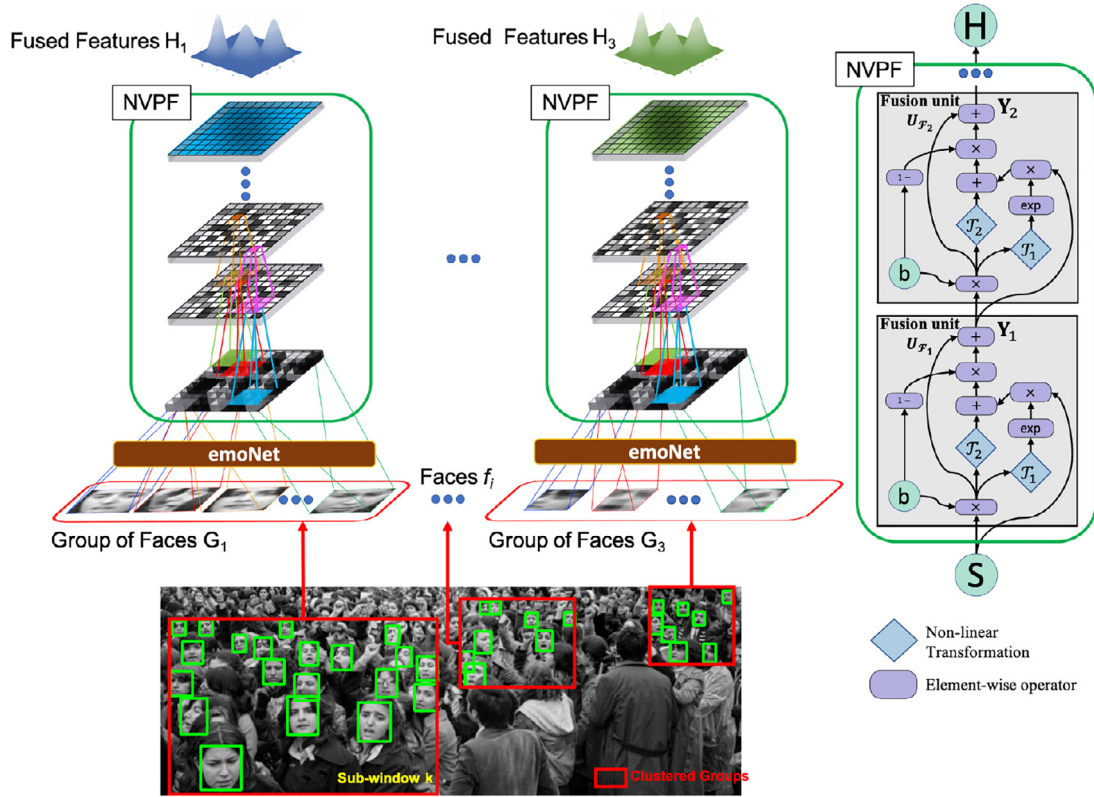 Fused Features H₁
NVPF
emoNet
Group of Faces G₁
Fused Features H₃
NVPF
emoNet
Faces fᵢ
Group of Faces G₃
Sub-window k
Clustered Groups
H
NVPF
Fusion unit
U_ℱ₂
Y₂
+
×
1−
+
×
exp
𝒯₂
𝒯₁
b
×
Fusion unit
U_ℱ₁
Y₁
+
×
1−
+
×
exp
𝒯₂
𝒯₁
b
×
S
Non-linear
Transformation
Element-wise operator